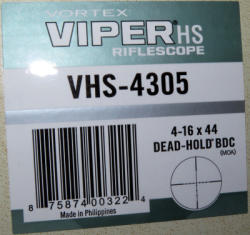 VORTEX
VIPER HS
RIFLESCOPE
VHS-4305
4-16 x 44
DEAD-HOLD® BDC
(MOA)
8 75874 00322 4
Made in Philippines